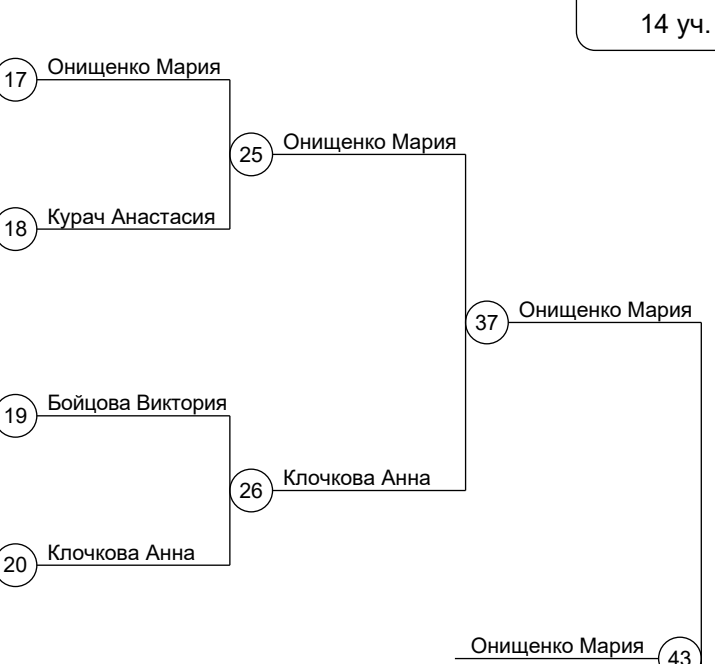 14 уч.
17 Онищенко Мария
25 Онищенко Мария
18 Курач Анастасия
37 Онищенко Мария
19 Бойцова Виктория
26 Клочкова Анна
20 Клочкова Анна
Онищенко Мария 43